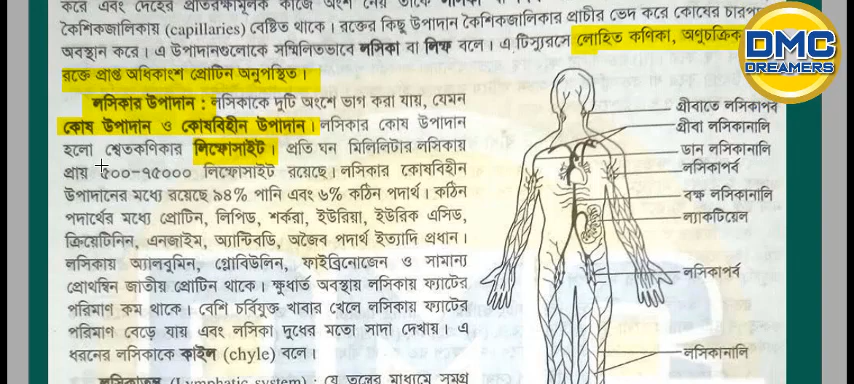 করে এবং দেহের প্রতিরক্ষামূলক কাজে অংশ নেয় তাকে
কৈশিকজালিকায় (capillaries) বেষ্টিত থাকে। রক্তের কিছু উপাদান কৈশিকজালিকার প্রাচীর ভেদ করে কোষের চারপ
অবস্থান করে। এ উপাদানগুলোকে সম্মিলিতভাবে লসিকা বা লিম্ফ বলে। এ টিস্যুরসে লোহিত কণিকা, অণুচক্রিক
রক্তে প্রাপ্ত অধিকাংশ প্রোটিন অনুপস্থিত।
লসিকার উপাদান : লসিকাকে দুটি অংশে ভাগ করা যায়, যেমন
কোষ উপাদান ও কোষবিহীন উপাদান। লসিকার কোষ উপাদান
হলো শ্বেতকণিকার লিম্ফোসাইট। প্রতি ঘন মিলিলিটার লসিকায়
প্রায় ৫০০-৭৫০০০ লিম্ফোসাইট রয়েছে। লসিকার কোষবিহীন
উপাদানের মধ্যে রয়েছে ৯৪% পানি এবং ৬% কঠিন পদার্থ। কঠিন
পদার্থের মধ্যে প্রোটিন, লিপিড, শর্করা, ইউরিয়া, ইউরিক এসিড,
ক্রিয়েটিনিন, এনজাইম, অ্যান্টিবডি, অজৈব পদার্থ ইত্যাদি প্রধান।
লসিকায় অ্যালবুমিন, গ্লোবিউলিন, ফাইব্রিনোজেন ও সামান্য
প্রোথম্বিন জাতীয় প্রোটিন থাকে। ক্ষুধার্ত অবস্থায় লসিকায় ফ্যাটের
পরিমাণ কম থাকে। বেশি চর্বিযুক্ত খাবার খেলে লসিকায় ফ্যাটের
পরিমাণ বেড়ে যায় এবং লসিকা দুধের মতো সাদা দেখায়। এ
ধরনের লসিকাকে কাইল (chyle) বলে।
লসিকাতন্ত্র (Lymphatic system) : যে তন্ত্রের মাধ্যমে সমগ্র
গ্রীবাতে লসিকাপর্ব
গ্রীবা লসিকানালি
ডান লসিকানালি
লসিকাপর্ব
বক্ষ লসিকানালি
ল্যাকটিয়েল
লসিকাপর্ব
লসিকানালি
DMC
DREAMERS